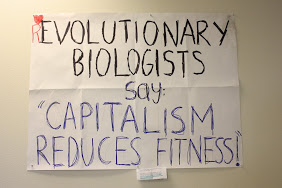 REVOLUTIONARY
BIOLOGISTS
SAY:
"CAPITALISM
REDUCES FITNESS!"